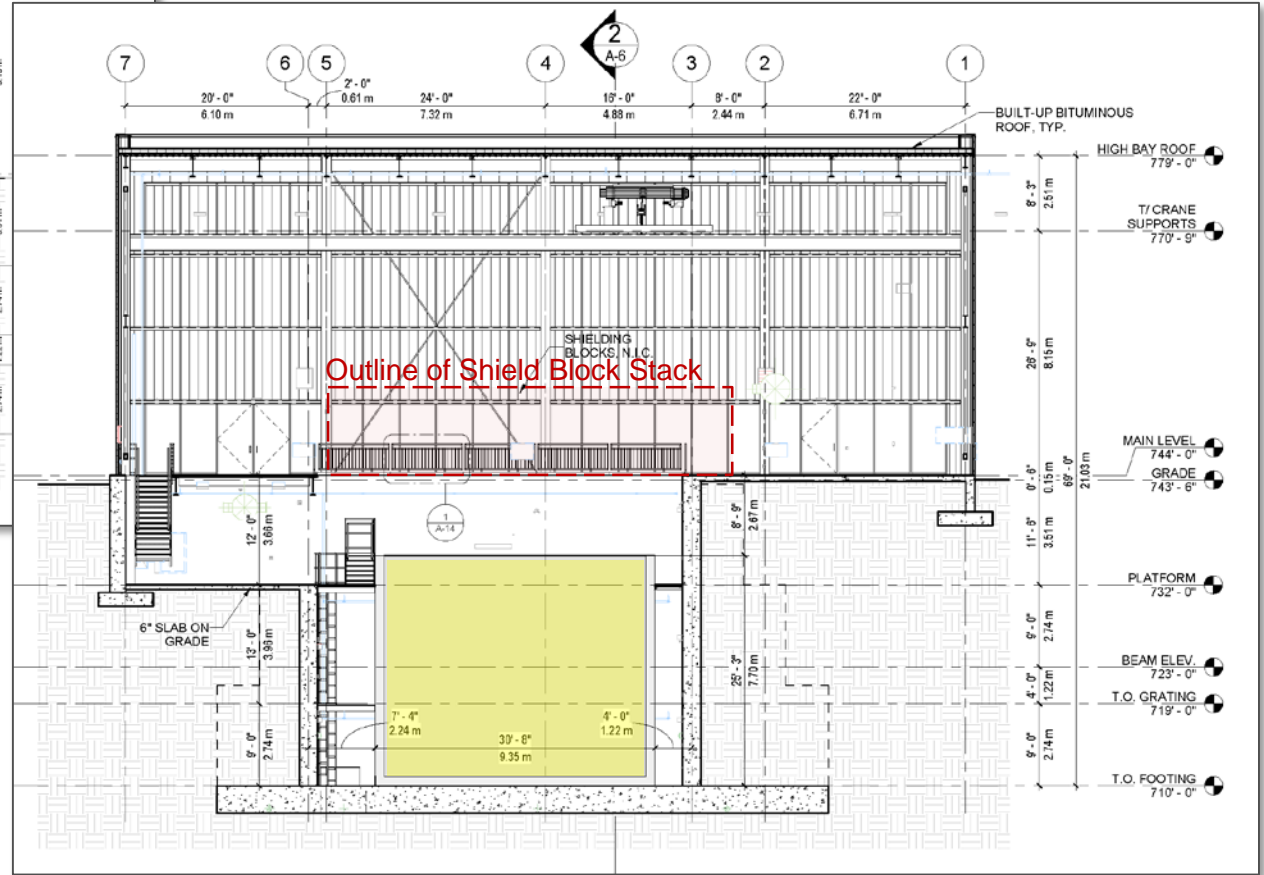 2
A-6
7
6
5
4
3
2
1
20' - 0"
6.10 m
2' - 0"
0.61 m
24' - 0"
7.32 m
16' - 0"
4.88 m
8' - 0"
2.44 m
22' - 0"
6.71 m
BUILT-UP BITUMINOUS
ROOF, TYP.
HIGH BAY ROOF
779' - 0"
8' - 3"
2.51 m
T/ CRANE
SUPPORTS
770' - 9"
26' - 9"
8.15 m
SHIELDING
BLOCKS, N.I.C.
Outline of Shield Block Stack
MAIN LEVEL
744' - 0"
GRADE
743' - 6"
0' - 6"
0.15 m
69' - 0"
21.03 m
1
A-14
12' - 0"
3.66 m
8' - 9"
2.67 m
11' - 6"
3.51 m
PLATFORM
732' - 0"
6" SLAB ON
GRADE
13' - 0"
3.96 m
25' - 3"
7.70 m
9' - 0"
2.74 m
BEAM ELEV.
723' - 0"
4' - 0"
1.22 m
T.O. GRATING
719' - 0"
7' - 4"
2.24 m
4' - 0"
1.22 m
30' - 8"
9.35 m
9' - 0"
2.74 m
9' - 0"
2.74 m
T.O. FOOTING
710' - 0"